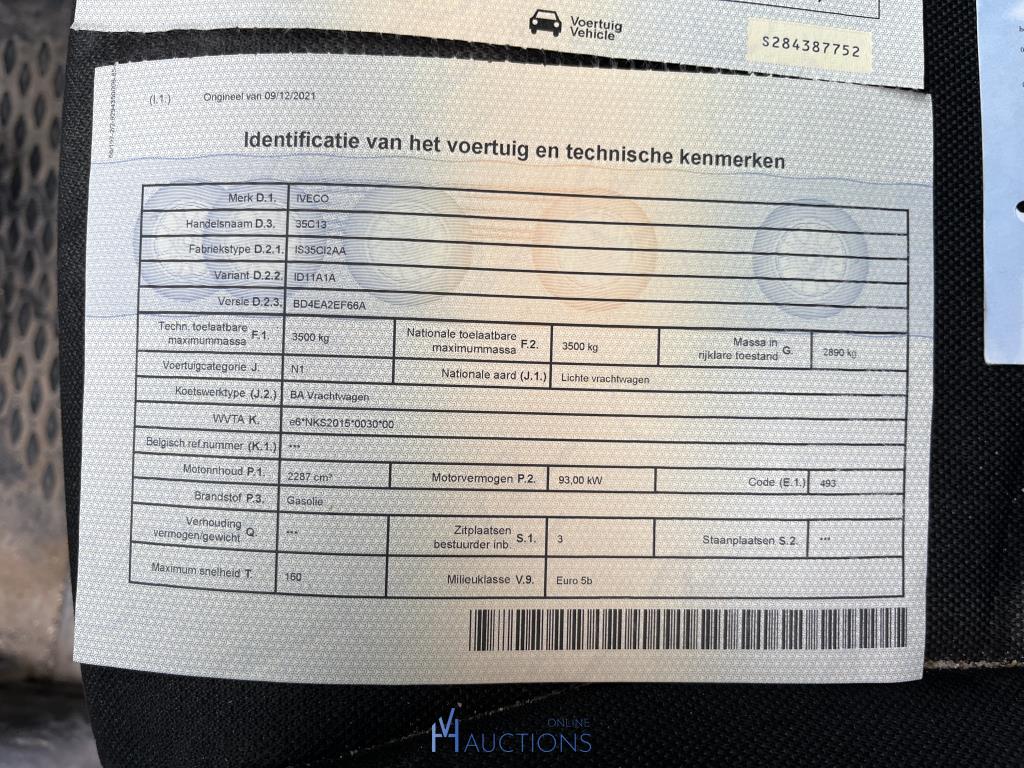 Voertuig
Vehicle
S284387752
(I.1.) Origineel van 09/12/2021
Identificatie van het voertuig en technische kenmerken
Merk D.1. IVECO
Handelsnaam D.3. 35C13
Fabriekstype D.2.1. IS35CI2AA
Variant D.2.2. ID11A1A
Versie D.2.3. BD4EA2EF66A
Techn. toelaatbare maximummassa F.1. 3500 kg Nationale toelaatbare maximummassa F.2. 3500 kg Massa in rijklare toestand G. 2890 kg
Voertuigcategorie J. N1 Nationale aard (J.1.) Lichte vrachtwagen
Koetswerktype (J.2.) BA Vrachtwagen
WVTA K. e6*NKS2015*0030*00
Belgisch ref.nummer (K.1.) ---
Motorinhoud P.1. 2287 cm³ Motorvermogen P.2. 93,00 kW Code (E.1.) 493
Brandstof P.3. Gasolie
Verhouding vermogen/gewicht Q. --- Zitplaatsen bestuurder inb. S.1. 3 Staanplaatsen S.2. ---
Maximum snelheid T. 160 Milieuklasse V.9. Euro 5b
VH ONLINE
AUCTIONS